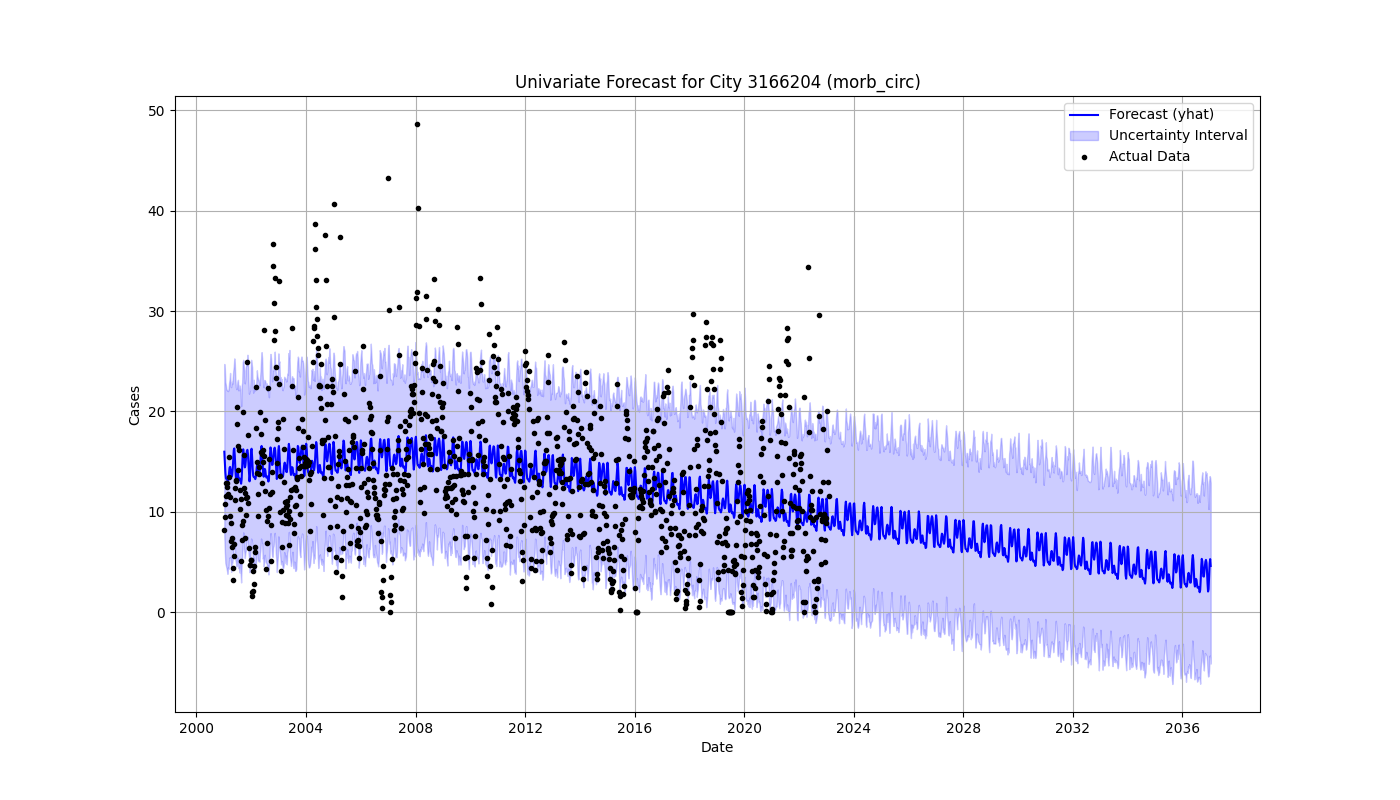 Univariate Forecast for City 3166204 (morb_circ)
Forecast (yhat)
Uncertainty Interval
Actual Data
50
40
30
20
10
0
Cases
2000 2004 2008 2012 2016 2020 2024 2028 2032 2036
Date